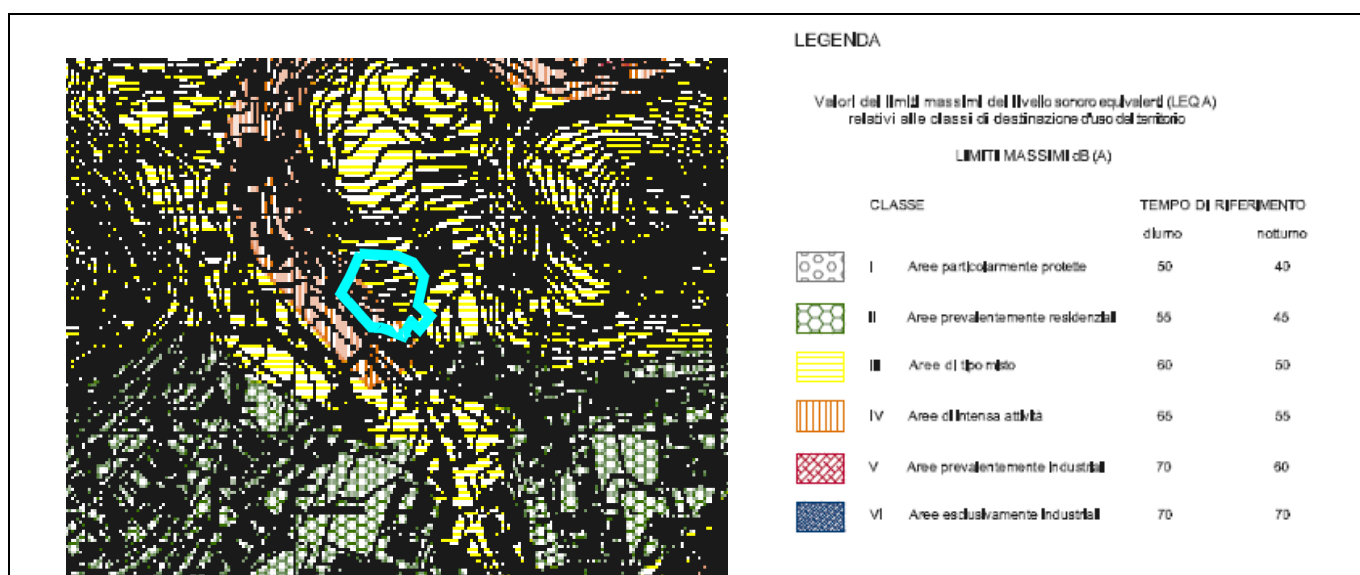 LEGENDA
Valori dei limiti massimi del livello sonoro equivalenti (LEQ A)
relativi alle classi di destinazione d'uso del territorio
LIMITI MASSIMI dB (A)
CLASSE TEMPO DI RIFERIMENTO
diurno notturno
I Aree particolarmente protette 50 40
II Aree prevalentemente residenziali 55 45
III Aree di tipo misto 60 50
IV Aree di intensa attività 65 55
V Aree prevalentemente industriali 70 60
VI Aree esclusivamente industriali 70 70